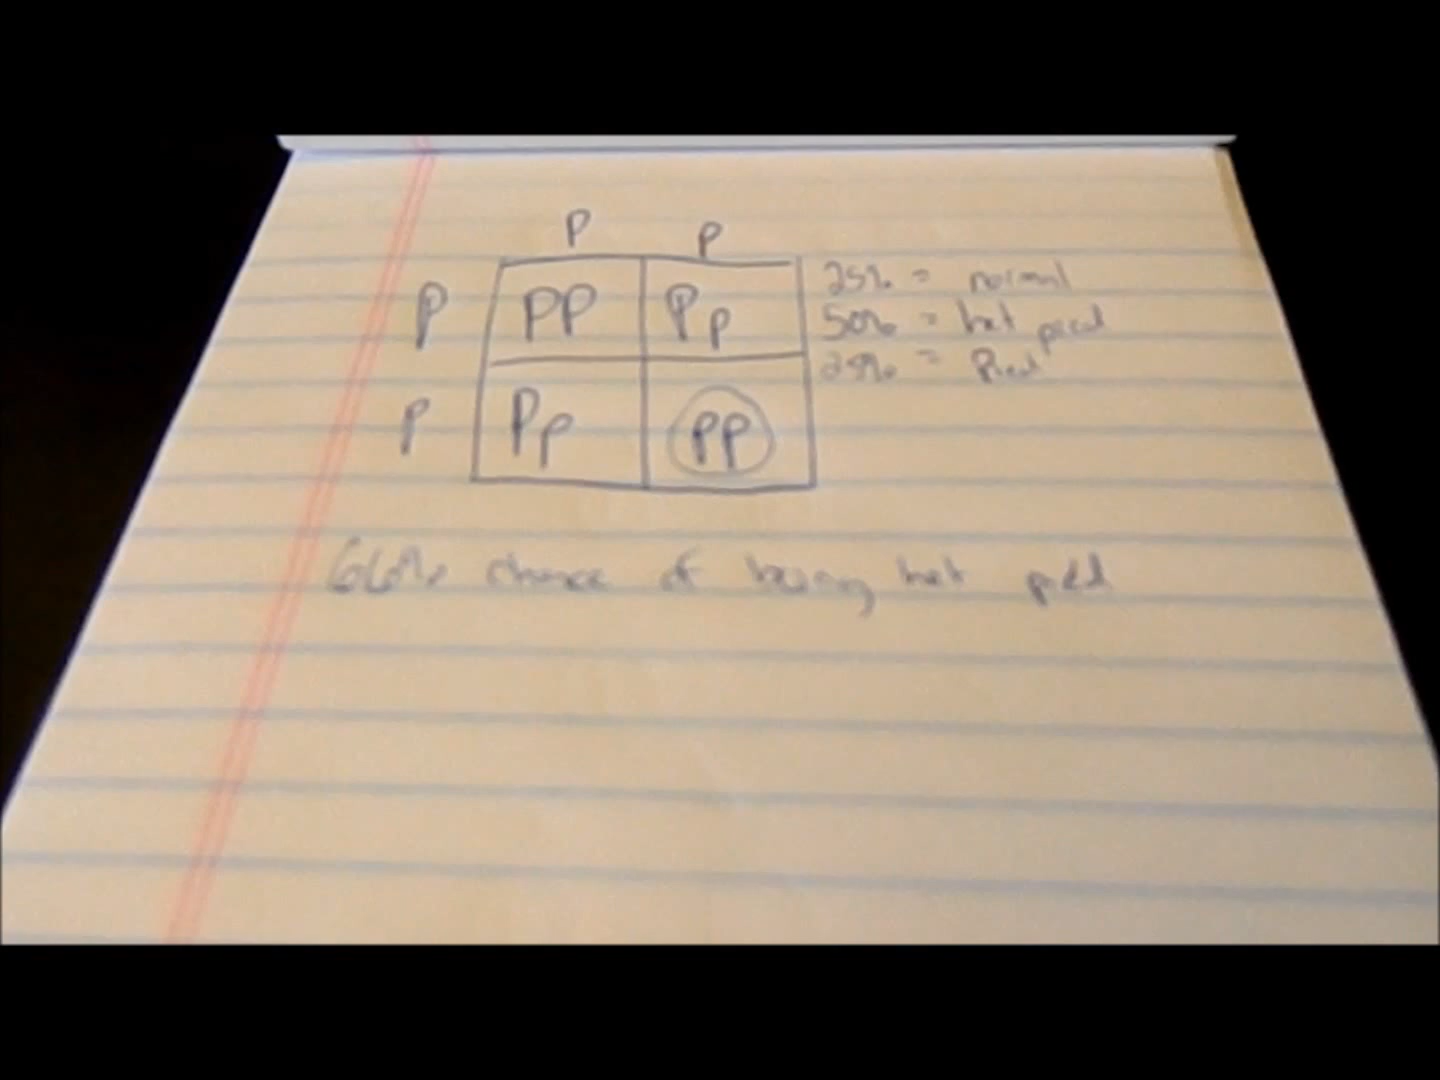 P p
P PP Pp 25% = normal
50% = het pied
p Pp pp 25% = Pied
66% chance of being het pied